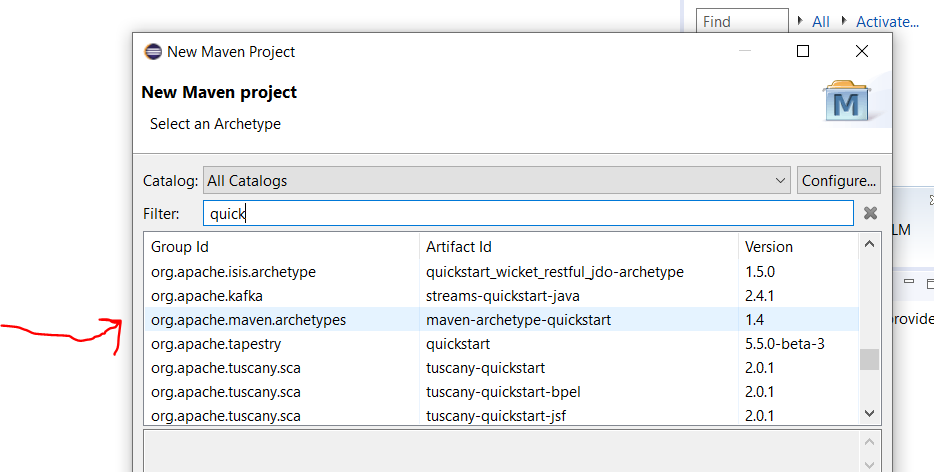 Find All Activate...
New Maven Project
New Maven project
Select an Archetype
M
Catalog: All Catalogs Configure...
Filter: quick
Group Id Artifact Id Version
org.apache.isis.archetype quickstart_wicket_restful_jdo-archetype 1.5.0
org.apache.kafka streams-quickstart-java 2.4.1
org.apache.maven.archetypes maven-archetype-quickstart 1.4
org.apache.tapestry quickstart 5.5.0-beta-3
org.apache.tuscany.sca tuscany-quickstart 2.0.1
org.apache.tuscany.sca tuscany-quickstart-bpel 2.0.1
org.apache.tuscany.sca tuscany-quickstart-jsf 2.0.1
LM
provide